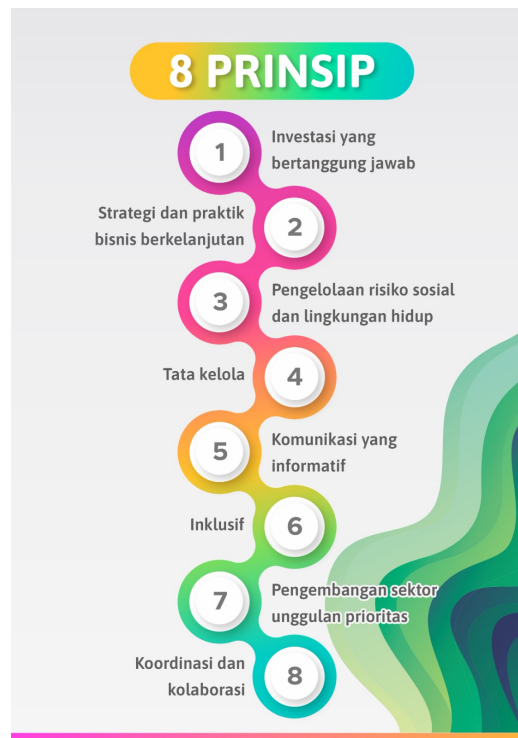 8 PRINSIP
1
Investasi yang
bertanggung jawab
Strategi dan praktik
bisnis berkelanjutan
2
3
Pengelolaan risiko sosial
dan lingkungan hidup
Tata kelola
4
5
Komunikasi yang
informatif
Inklusif
6
7
Pengembangan sektor
unggulan prioritas
Koordinasi dan
kolaborasi
8